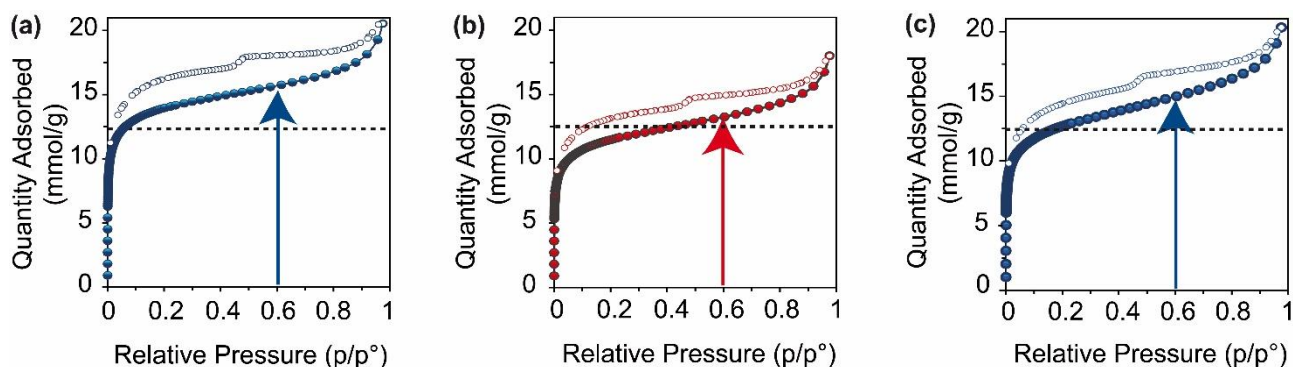 (a)
20
15
10
5
0
Quantity Adsorbed
(mmol/g)
0 0.2 0.4 0.6 0.8 1
Relative Pressure (p/p°)
(b)
20
15
10
5
0
Quantity Adsorbed
(mmol/g)
0 0.2 0.4 0.6 0.8 1
Relative Pressure (p/p°)
(c)
20
15
10
5
0
Quantity Adsorbed
(mmol/g)
0 0.2 0.4 0.6 0.8 1
Relative Pressure (p/p°)